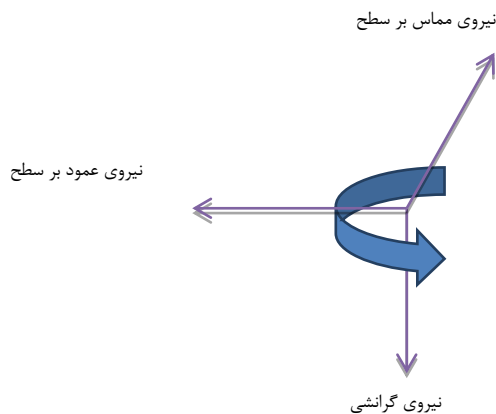 نیروی مماس بر سطح
نیروی عمود بر سطح
نیروی گرانشی